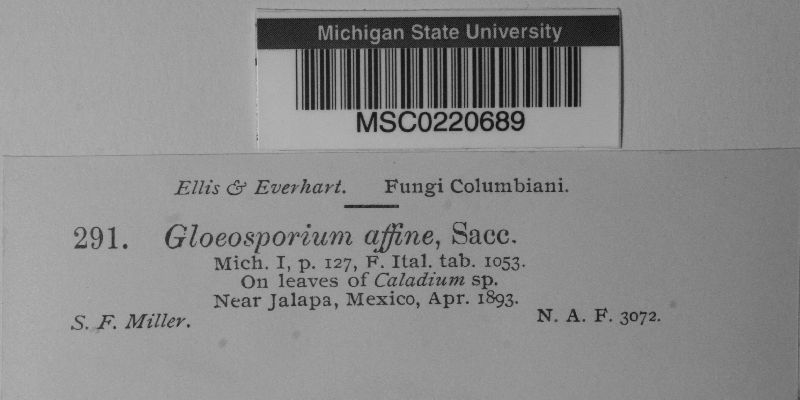 Michigan State University
MSC0220689
Ellis & Everhart. Fungi Columbiani.
291. Gloeosporium affine, Sacc.
Mich. I, p. 127, F. Ital. tab. 1053.
On leaves of Caladium sp.
Near Jalapa, Mexico, Apr. 1893.
S. F. Miller. N. A. F. 3072.